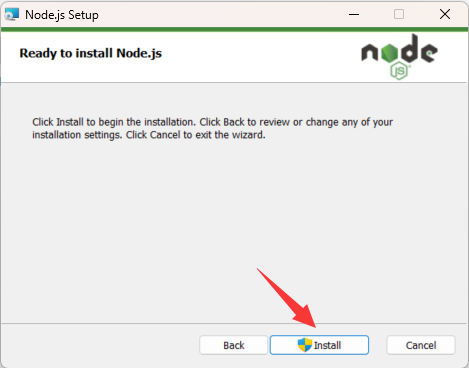 Node.js Setup
Ready to install Node.js
node
JS
Click Install to begin the installation. Click Back to review or change any of your
installation settings. Click Cancel to exit the wizard.
Back
Install
Cancel